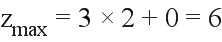 z_max = 3 × 2 + 0 = 6